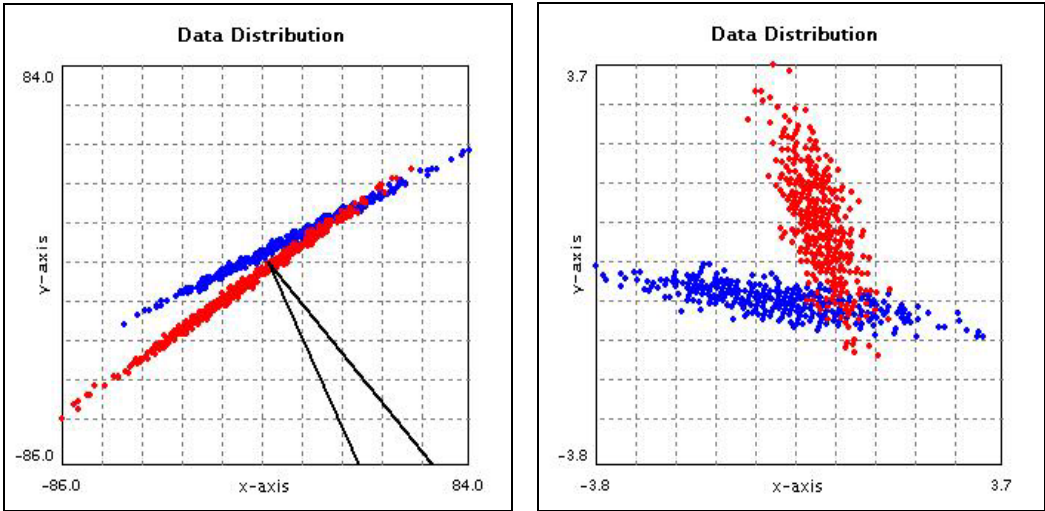 Data Distribution
84.0
y-axis
-86.0
-86.0
x-axis
84.0
Data Distribution
3.7
y-axis
-3.8
-3.8
x-axis
3.7